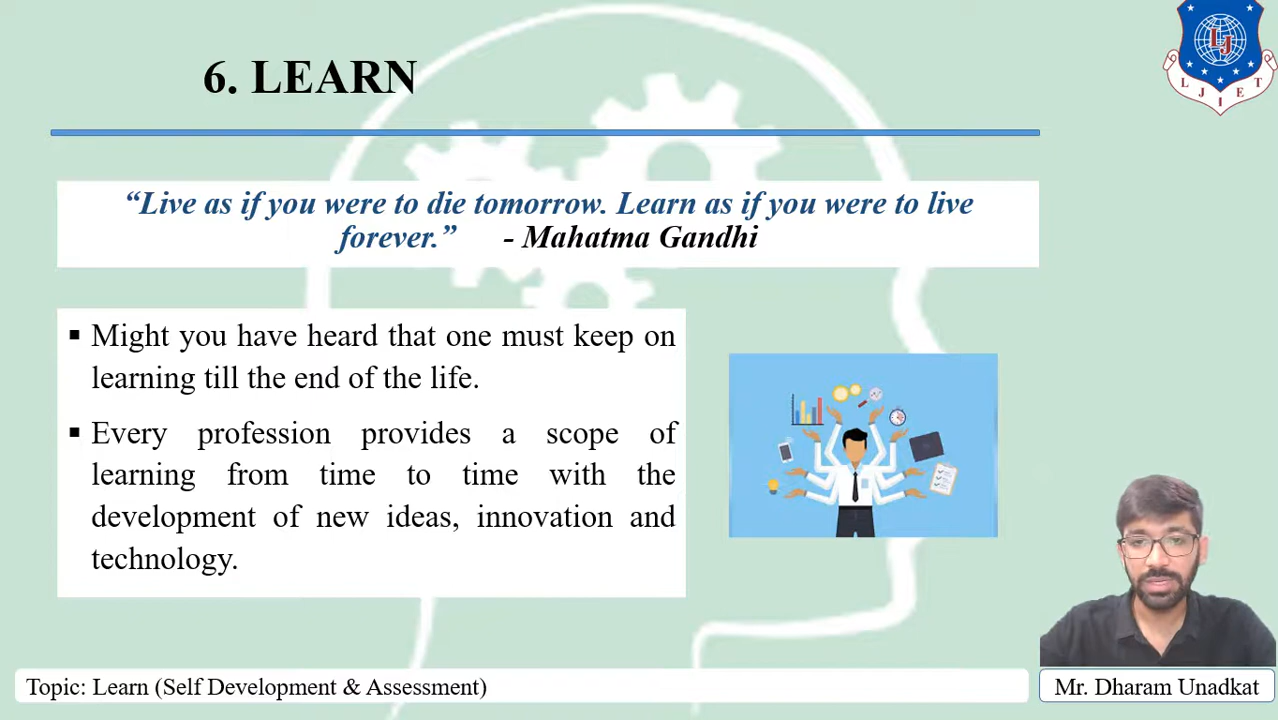 6. LEARN
“Live as if you were to die tomorrow. Learn as if you were to live
forever.” - Mahatma Gandhi
▪ Might you have heard that one must keep on
learning till the end of the life.
▪ Every profession provides a scope of
learning from time to time with the
development of new ideas, innovation and
technology.
Topic: Learn (Self Development & Assessment)
Mr. Dharam Unadkat
LJ
LJIET